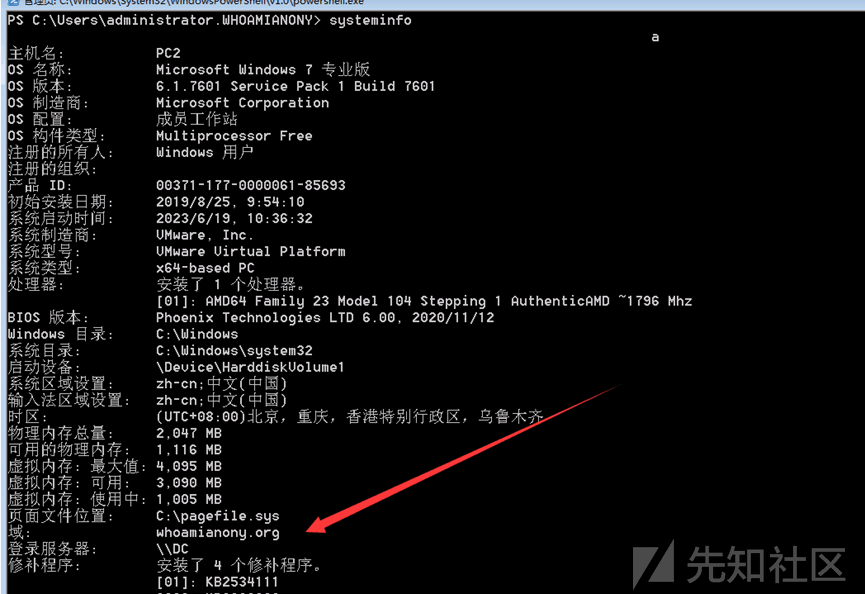 管理员: C:\Windows\System32\WindowsPowerShell\v1.0\powershell.exe
PS C:\Users\administrator.WHOAMIANONY> systeminfo
a
主机名: PC2
OS 名称: Microsoft Windows 7 专业版
OS 版本: 6.1.7601 Service Pack 1 Build 7601
OS 制造商: Microsoft Corporation
OS 配置: 成员工作站
OS 构件类型: Multiprocessor Free
注册的所有人: Windows 用户
注册的组织:
产品 ID: 00371-177-0000061-85693
初始安装日期: 2019/8/25, 9:54:10
系统启动时间: 2023/6/19, 10:36:32
系统制造商: VMware, Inc.
系统型号: VMware Virtual Platform
系统类型: x64-based PC
处理器: 安装了 1 个处理器。
[01]: AMD64 Family 23 Model 104 Stepping 1 AuthenticAMD ~1796 Mhz
BIOS 版本: Phoenix Technologies LTD 6.00, 2020/11/12
Windows 目录: C:\Windows
系统目录: C:\Windows\system32
启动设备: \Device\HarddiskVolume1
系统区域设置: zh-cn;中文(中国)
输入法区域设置: zh-cn;中文(中国)
时区: (UTC+08:00)北京，重庆，香港特别行政区，乌鲁木齐
物理内存总量: 2,047 MB
可用的物理内存: 1,116 MB
虚拟内存: 最大值: 4,095 MB
虚拟内存: 可用: 3,090 MB
虚拟内存: 使用中: 1,005 MB
页面文件位置: C:\pagefile.sys
域: whoamianony.org
登录服务器: \\DC
修补程序: 安装了 4 个修补程序。
[01]: KB2534111
先知社区